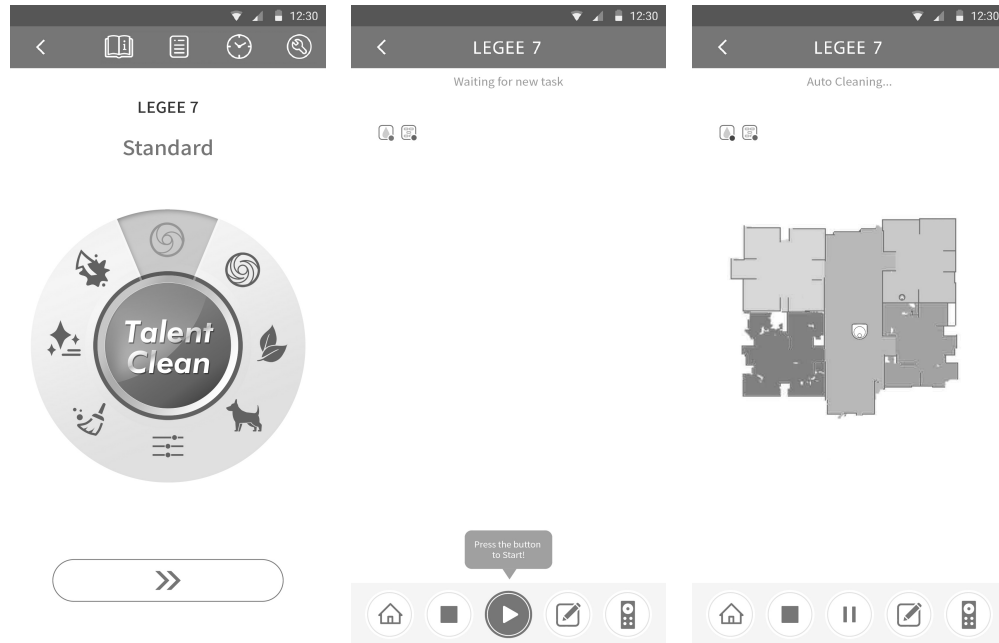 12:30
LEGEE 7
Standard
Talent
Clean
12:30
LEGEE 7
Waiting for new task
Press the button
to Start!
12:30
LEGEE 7
Auto Cleaning...